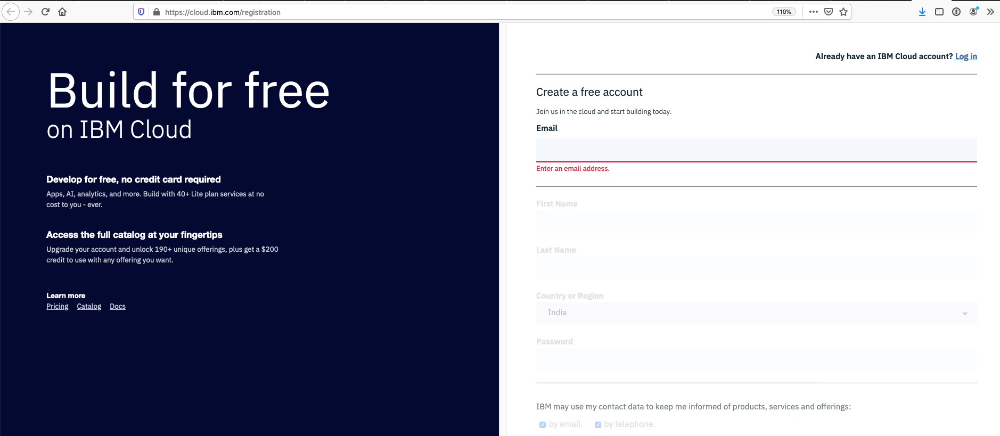 https://cloud.ibm.com/registration
110%
Build for free
on IBM Cloud
Develop for free, no credit card required
Apps, AI, analytics, and more. Build with 40+ Lite plan services at no
cost to you - ever.
Access the full catalog at your fingertips
Upgrade your account and unlock 190+ unique offerings, plus get a $200
credit to use with any offering you want.
Learn more
Pricing Catalog Docs
Already have an IBM Cloud account? Log in
Create a free account
Join us in the cloud and start building today.
Email
Enter an email address.
First Name
Last Name
Country or Region
India
Password
IBM may use my contact data to keep me informed of products, services and offerings:
by email. by telephone.